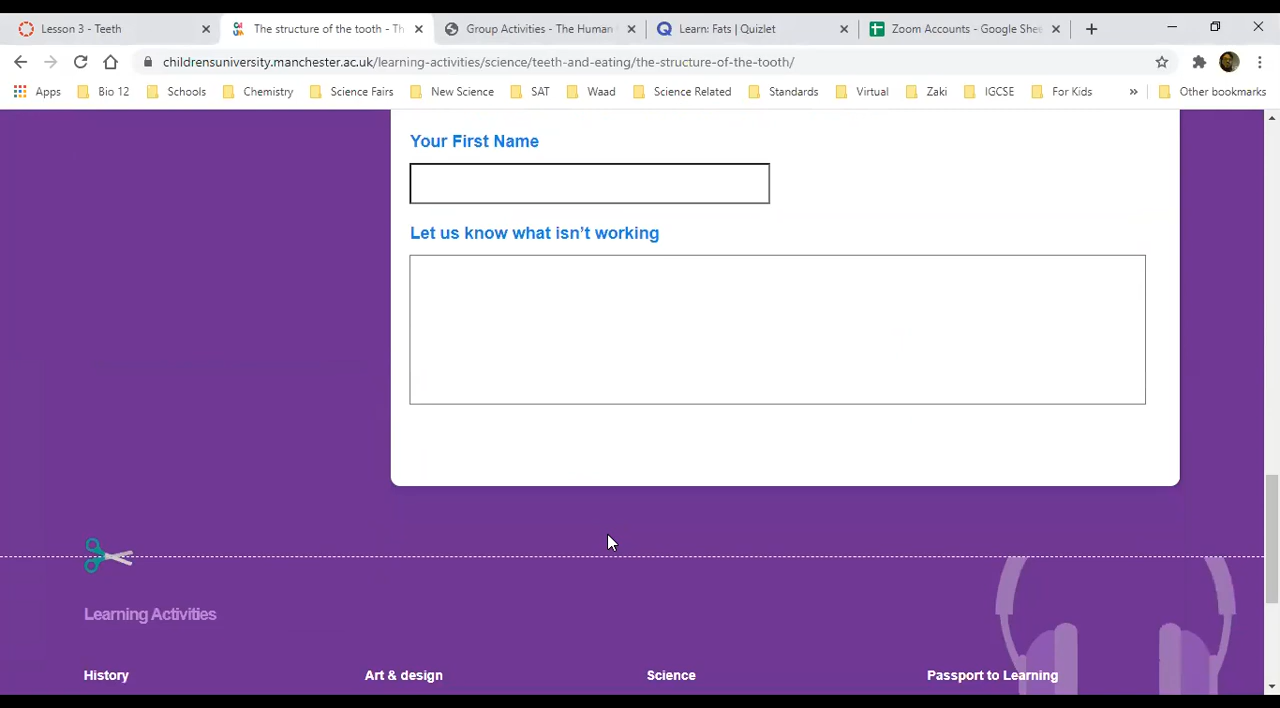 Lesson 3 - Teeth
The structure of the tooth - Th
Group Activities - The Human
Learn: Fats | Quizlet
Zoom Accounts - Google Shee
childrensuniversity.manchester.ac.uk/learning-activities/science/teeth-and-eating/the-structure-of-the-tooth/
Apps Bio 12 Schools Chemistry Science Fairs New Science SAT Waad Science Related Standards Virtual Zaki IGCSE For Kids » Other bookmarks
Your First Name
Let us know what isn’t working
Learning Activities
History Art & design Science Passport to Learning